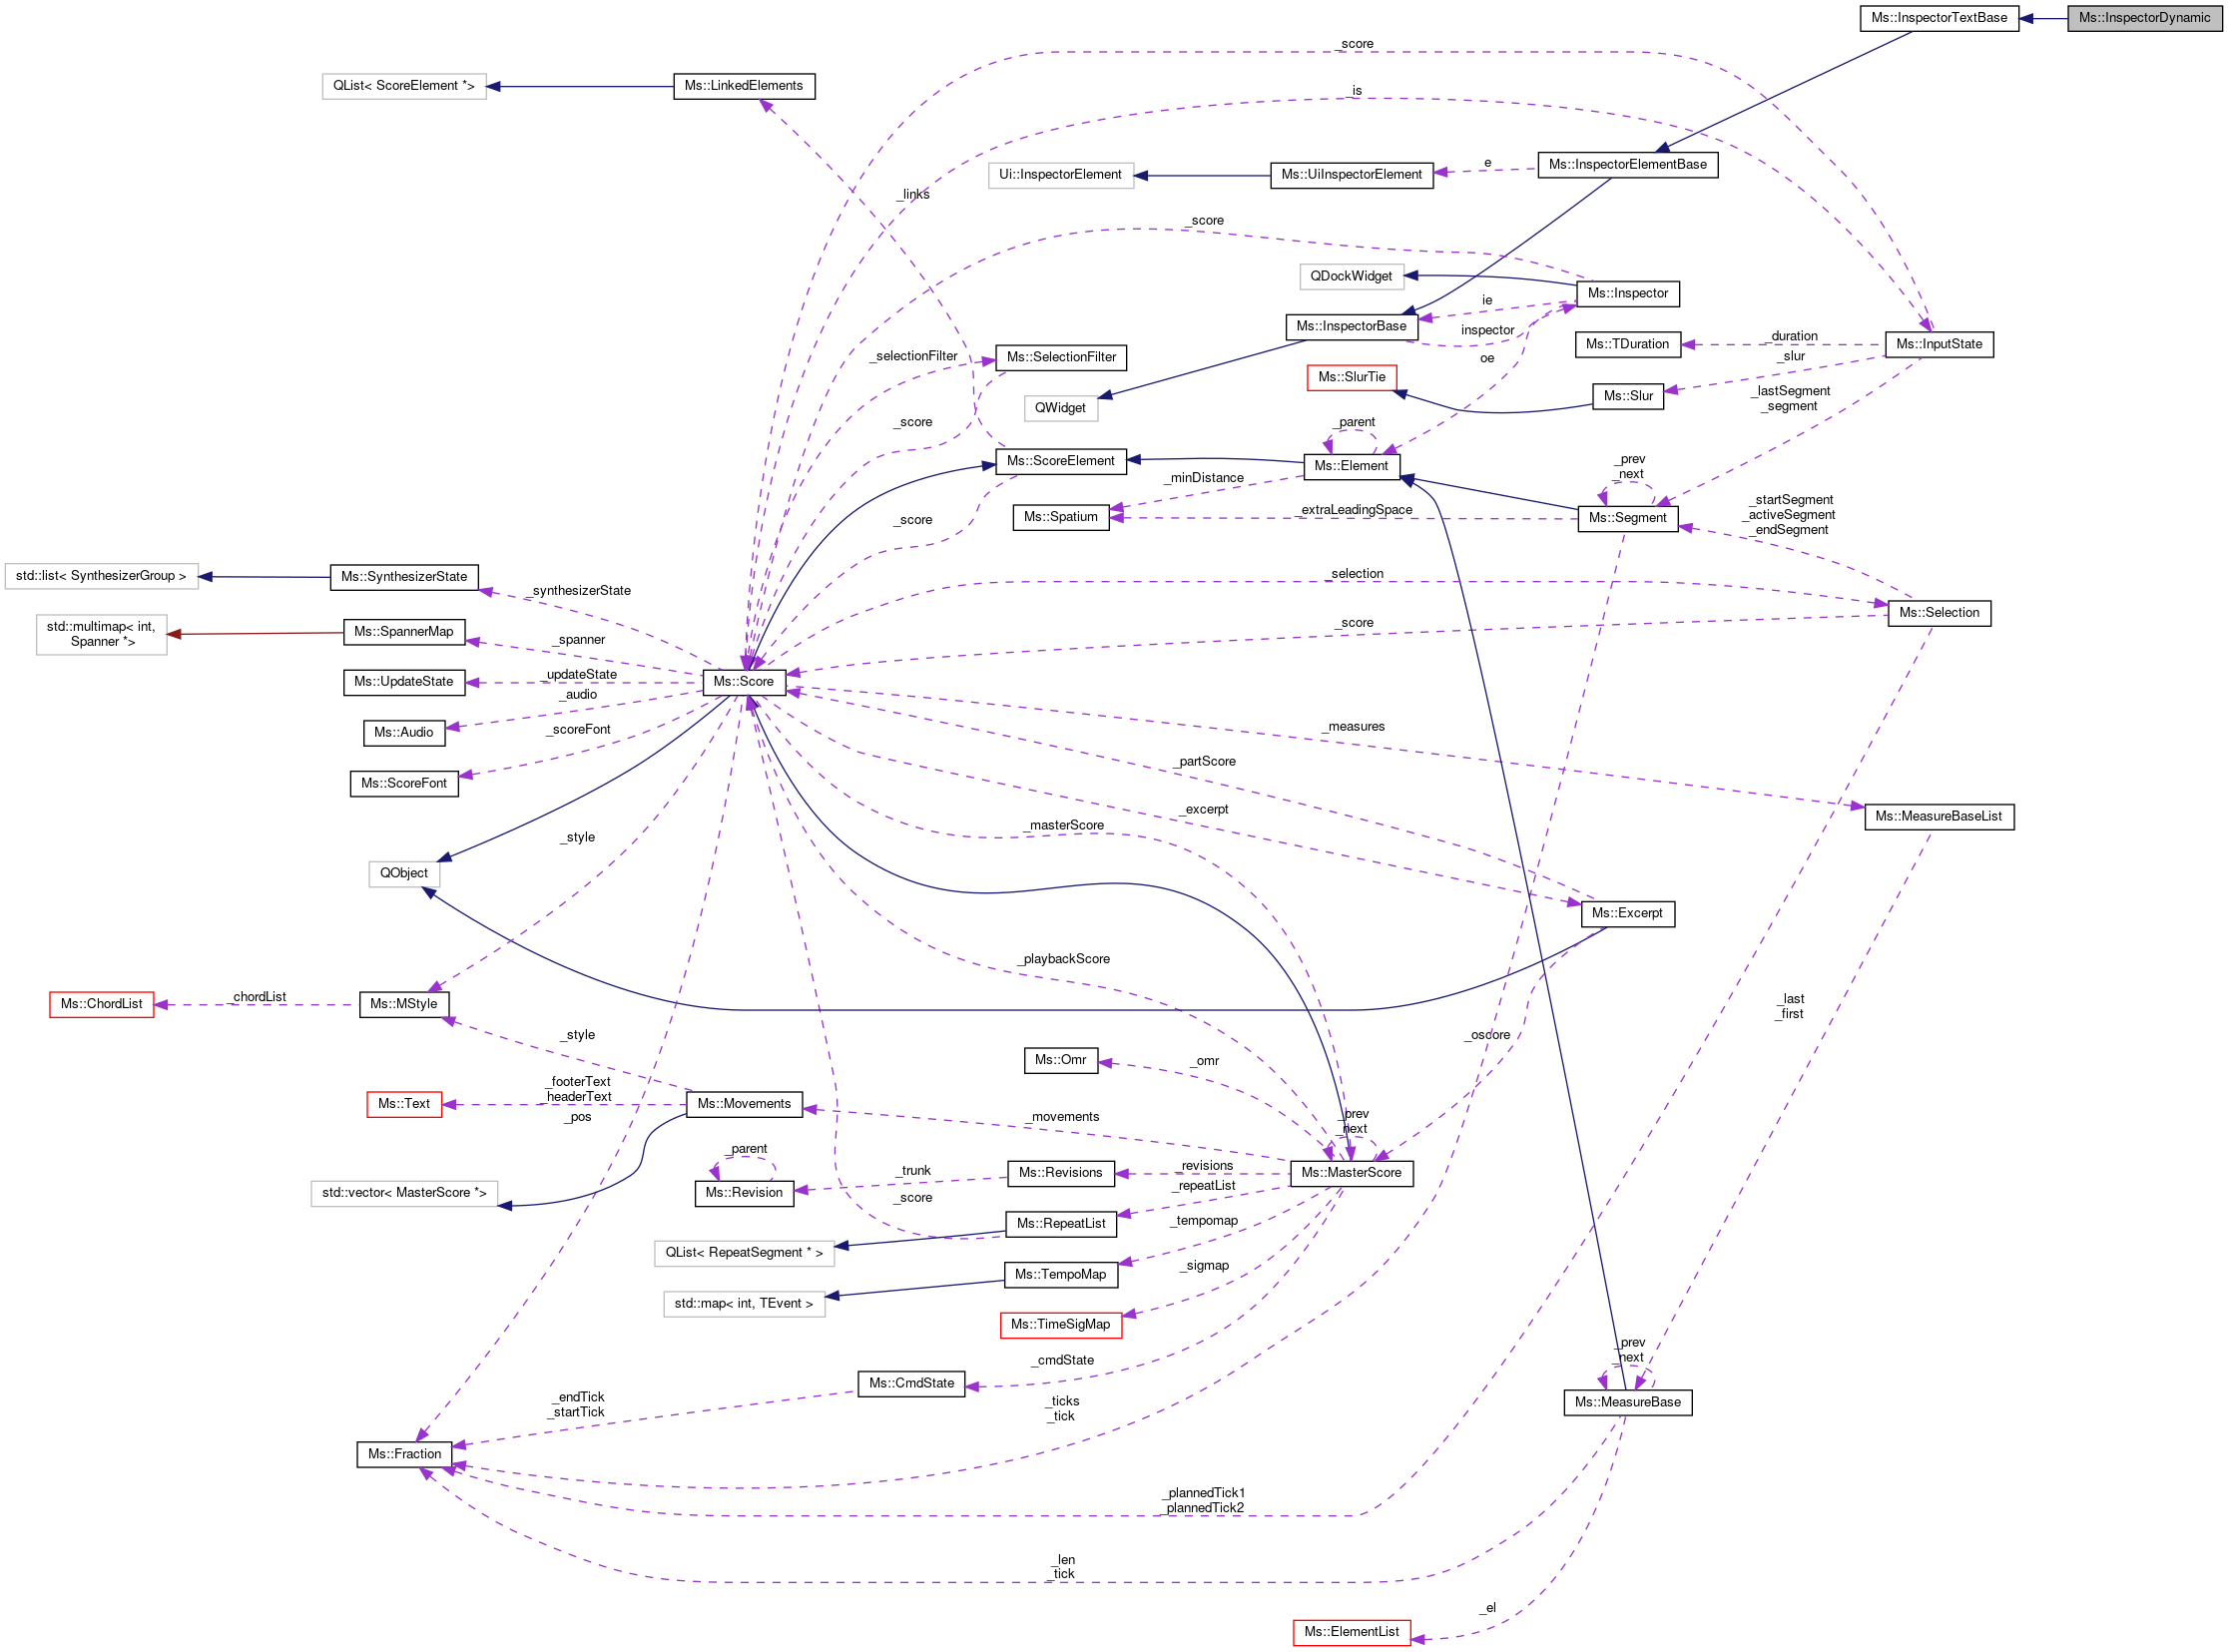 Ms::InspectorTextBase
Ms::InspectorDynamic
_score
QList< ScoreElement *>
Ms::LinkedElements
_is
Ms::InspectorElementBase
e
Ui::InspectorElement
Ms::UiInspectorElement
_links
_score
QDockWidget
Ms::Inspector
ie
Ms::InspectorBase
inspector
_duration
Ms::TDuration
Ms::InputState
_selectionFilter
Ms::SelectionFilter
oe
_slur
Ms::SlurTie
Ms::Slur
_lastSegment
_segment
QWidget
_score
_parent
Ms::ScoreElement
Ms::Element
_prev
_next
_minDistance
_startSegment
_activeSegment
_endSegment
_extraLeadingSpace
Ms::Spatium
Ms::Segment
_score
std::list< SynthesizerGroup >
Ms::SynthesizerState
_synthesizerState
_selection
Ms::Selection
std::multimap< int,
Spanner *>
Ms::SpannerMap
_spanner
_score
Ms::UpdateState
_updateState
Ms::Score
_audio
Ms::Audio
_scoreFont
_measures
_partScore
Ms::ScoreFont
_excerpt
Ms::MeasureBaseList
_masterScore
_style
QObject
Ms::Excerpt
_playbackScore
Ms::ChordList
_chordList
Ms::MStyle
_last
_first
_style
_oscore
Ms::Omr
_omr
_footerText
_headerText
Ms::Text
Ms::Movements
_pos
_movements
_prev
_next
_parent
_trunk
Ms::Revisions
_revisions
Ms::MasterScore
std::vector< MasterScore *>
Ms::Revision
_repeatList
_score
Ms::RepeatList
_tempomap
QList< RepeatSegment * >
Ms::TempoMap
_sigmap
std::map< int, TEvent >
Ms::TimeSigMap
_prev
_next
_cmdState
Ms::CmdState
_endTick
_startTick
_ticks
_tick
Ms::MeasureBase
Ms::Fraction
_plannedTick1
_plannedTick2
_len
_tick
_el
Ms::ElementList